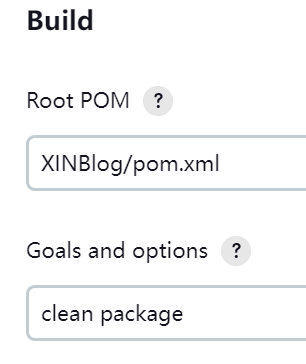 Build
Root POM ?
XINBlog/pom.xml
Goals and options ?
clean package